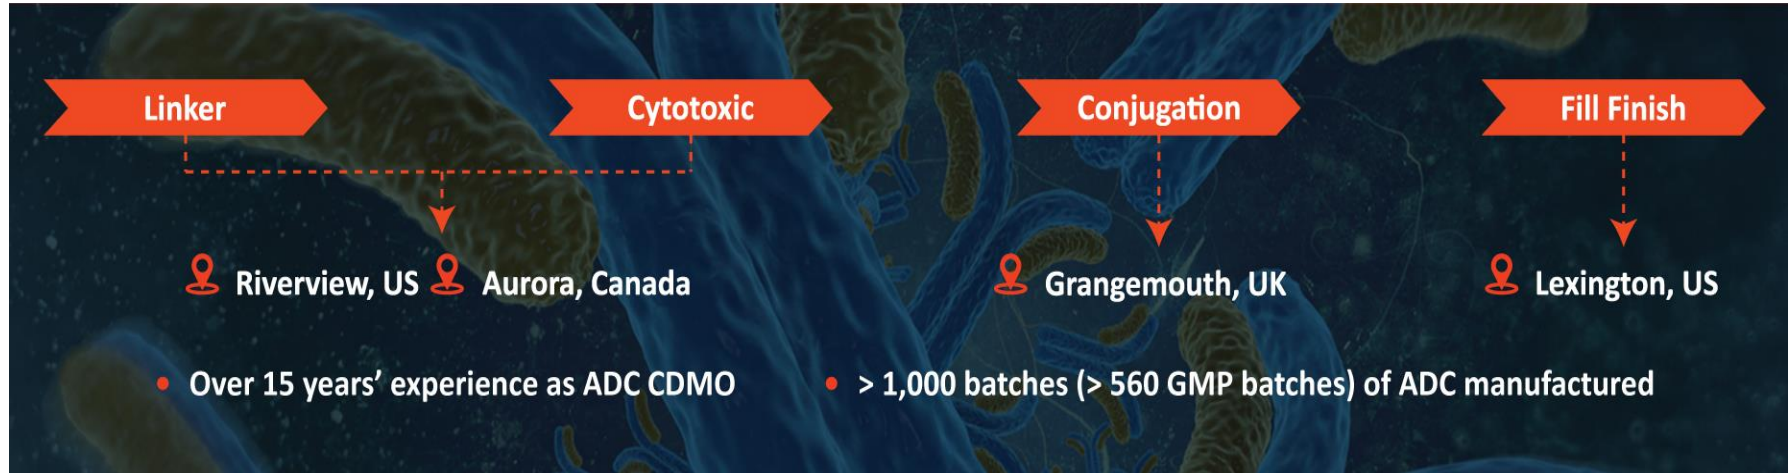 Linker
Cytotoxic
Conjugation
Fill Finish
Riverview, US
Aurora, Canada
Grangemouth, UK
Lexington, US
• Over 15 years’ experience as ADC CDMO
• > 1,000 batches (> 560 GMP batches) of ADC manufactured